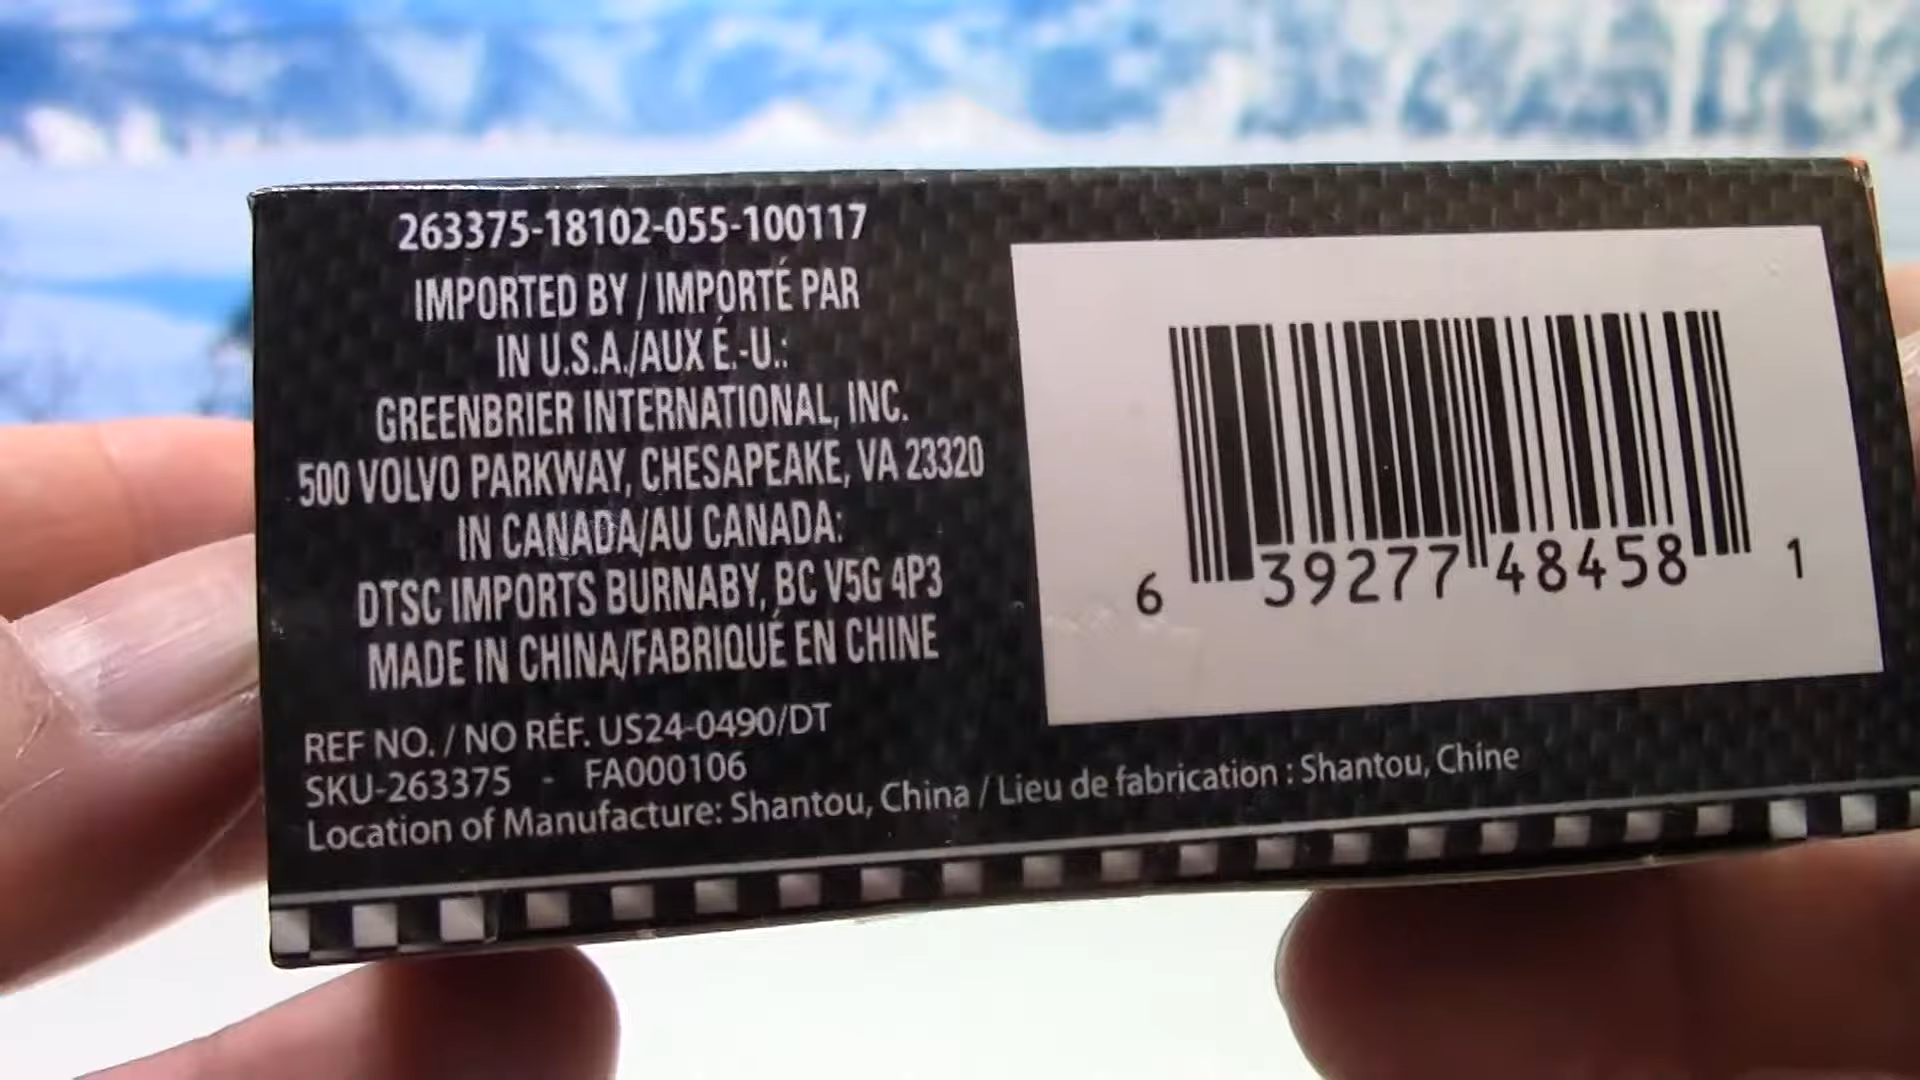 263375-18102-055-100117
IMPORTED BY / IMPORTÉ PAR
IN U.S.A./AUX É.-U.:
GREENBRIER INTERNATIONAL, INC.
500 VOLVO PARKWAY, CHESAPEAKE, VA 23320
IN CANADA/AU CANADA:
DTSC IMPORTS BURNABY, BC V5G 4P3
MADE IN CHINA/FABRIQUÉ EN CHINE
REF NO. / NO RÉF. US24-0490/DT
SKU-263375 - FA000106
Location of Manufacture: Shantou, China / Lieu de fabrication : Shantou, Chine
6 39277 48458 1